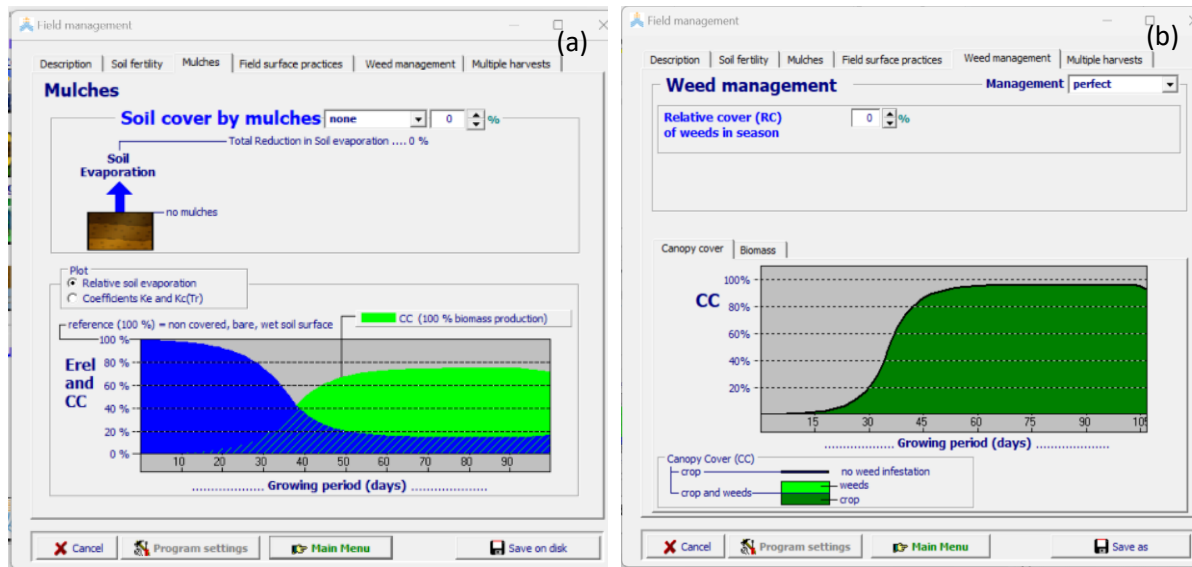 Field management
(a)
Description Soil fertility Mulches Field surface practices Weed management Multiple harvests
Mulches
Soil cover by mulches none 0 %
Total Reduction in Soil evaporation .... 0 %
Soil
Evaporation
no mulches
Plot
Relative soil evaporation
Coefficients Ke and Kc(Tr)
CC (100 % biomass production)
reference (100 %) = non covered, bare, wet soil surface
100 %
Erel
and
CC
80 %
60 %
40 %
20 %
0 %
10 20 30 40 50 60 70 80 90
..................... Growing period (days) .....................
Cancel Program settings Main Menu Save on disk
Field management
(b)
Description Soil fertility Mulches Field surface practices Weed management Multiple harvests
Weed management Management perfect
Relative cover (RC)
of weeds in season
0 %
Canopy cover Biomass
CC
100%
80%
60%
40%
20%
15 30 45 60 75 90 105
..................... Growing period (days) .....................
Canopy Cover (CC)
crop no weed infestation
crop and weeds weeds
crop
Cancel Program settings Main Menu Save as